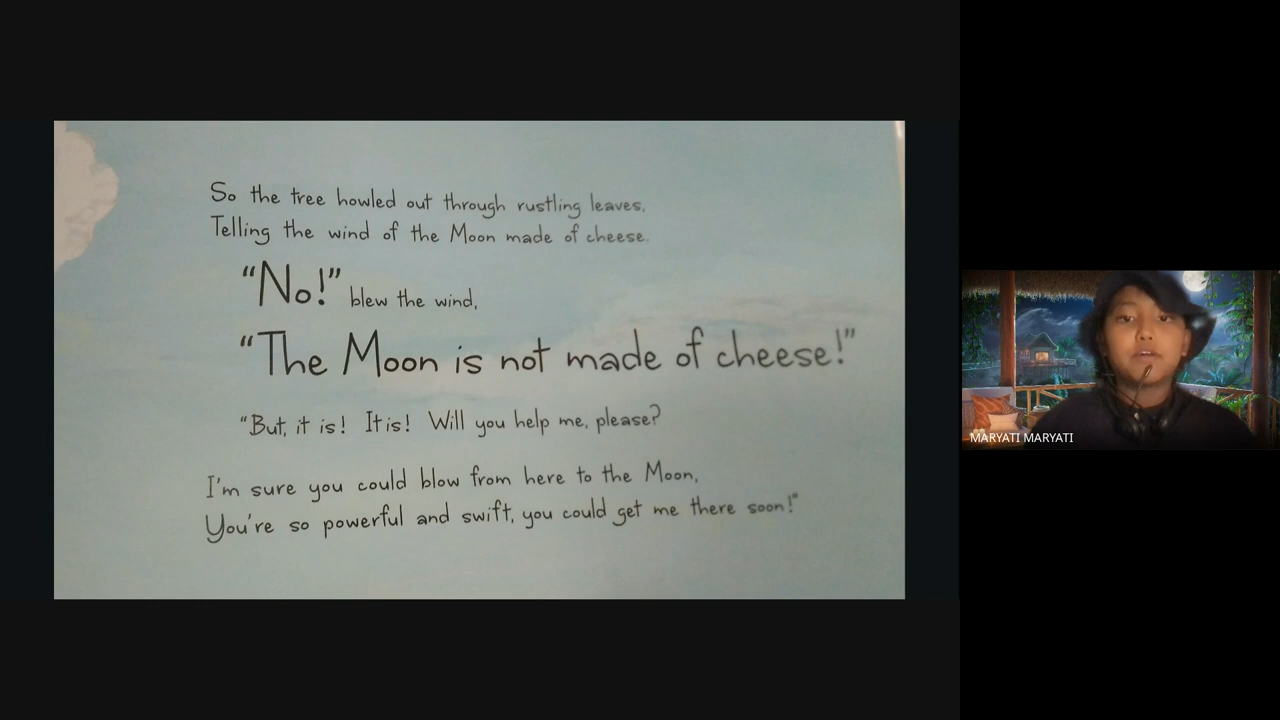 So the tree howled out through rustling leaves,
Telling the wind of the Moon made of cheese.
“No!” blew the wind,
“The Moon is not made of cheese!”
“But, it is! It is! Will you help me, please?
I'm sure you could blow from here to the Moon,
You're so powerful and swift, you could get me there soon!”
MARYATI MARYATI